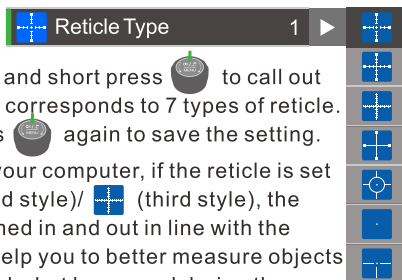 Reticle Type 1
and short press to call out
corresponds to 7 types of reticle.
again to save the setting.
your computer, if the reticle is set
style)/ (third style), the
in and out in line with the
you to better measure objects